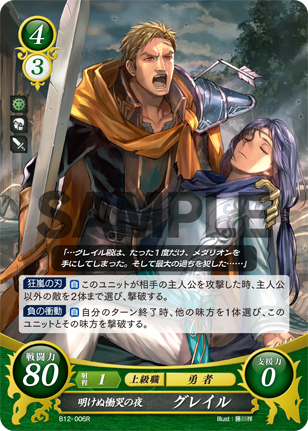 4
3
SAMPLE
「…グレイル殿は、たった1度だけ、メダリオンを
手にしてしまった。そして最大の過ちを犯した……」
狂嵐の刃 自 このユニットが相手の主人公を攻撃した時、主人公
以外の敵を2体まで選び、撃破する。
負の衝動 自 自分のターン終了時、他の味方を1体選び、この
ユニットとその味方を撃破する。
戦闘力
80
射程 1 上級職 勇者
支援力
0
B12-006R 明けぬ慟哭の夜 グレイル Illust：藤川祥